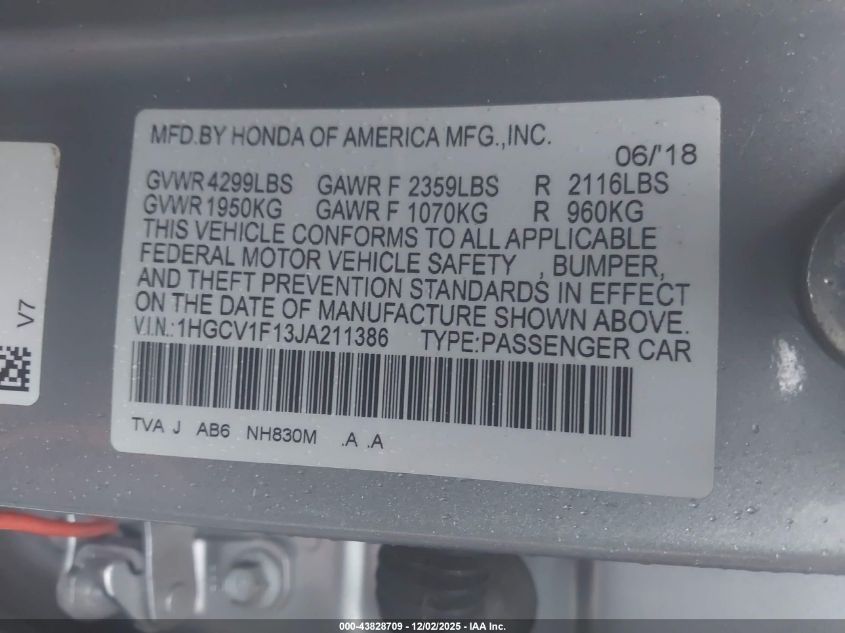 MFD.BY HONDA OF AMERICA MFG.,INC.
06/'18
GVWR 4299LBS GAWR F 2359LBS R 2116LBS
GVWR 1950KG GAWR F 1070KG R 960KG
THIS VEHICLE CONFORMS TO ALL APPLICABLE
FEDERAL MOTOR VEHICLE SAFETY , BUMPER,
AND THEFT PREVENTION STANDARDS IN EFFECT
ON THE DATE OF MANUFACTURE SHOWN ABOVE.
V.I.N.:1HGCV1F13JA211386 TYPE:PASSENGER CAR
TVA J AB6 NH830M .A .A
V7
000-43828709 - 12/02/2025 - IAA Inc.